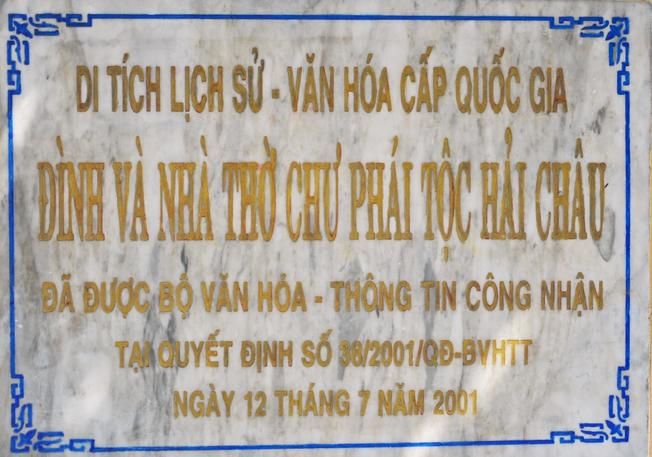 DI TÍCH LỊCH SỬ - VĂN HÓA CẤP QUỐC GIA
ĐÌNH VÀ NHÀ THỜ CHƯ PHÁI TỘC HẢI CHÂU
ĐÃ ĐƯỢC BỘ VĂN HÓA - THÔNG TIN CÔNG NHẬN
TẠI QUYẾT ĐỊNH SỐ 38/2001/QĐ-BVHTT
NGÀY 12 THÁNG 7 NĂM 2001